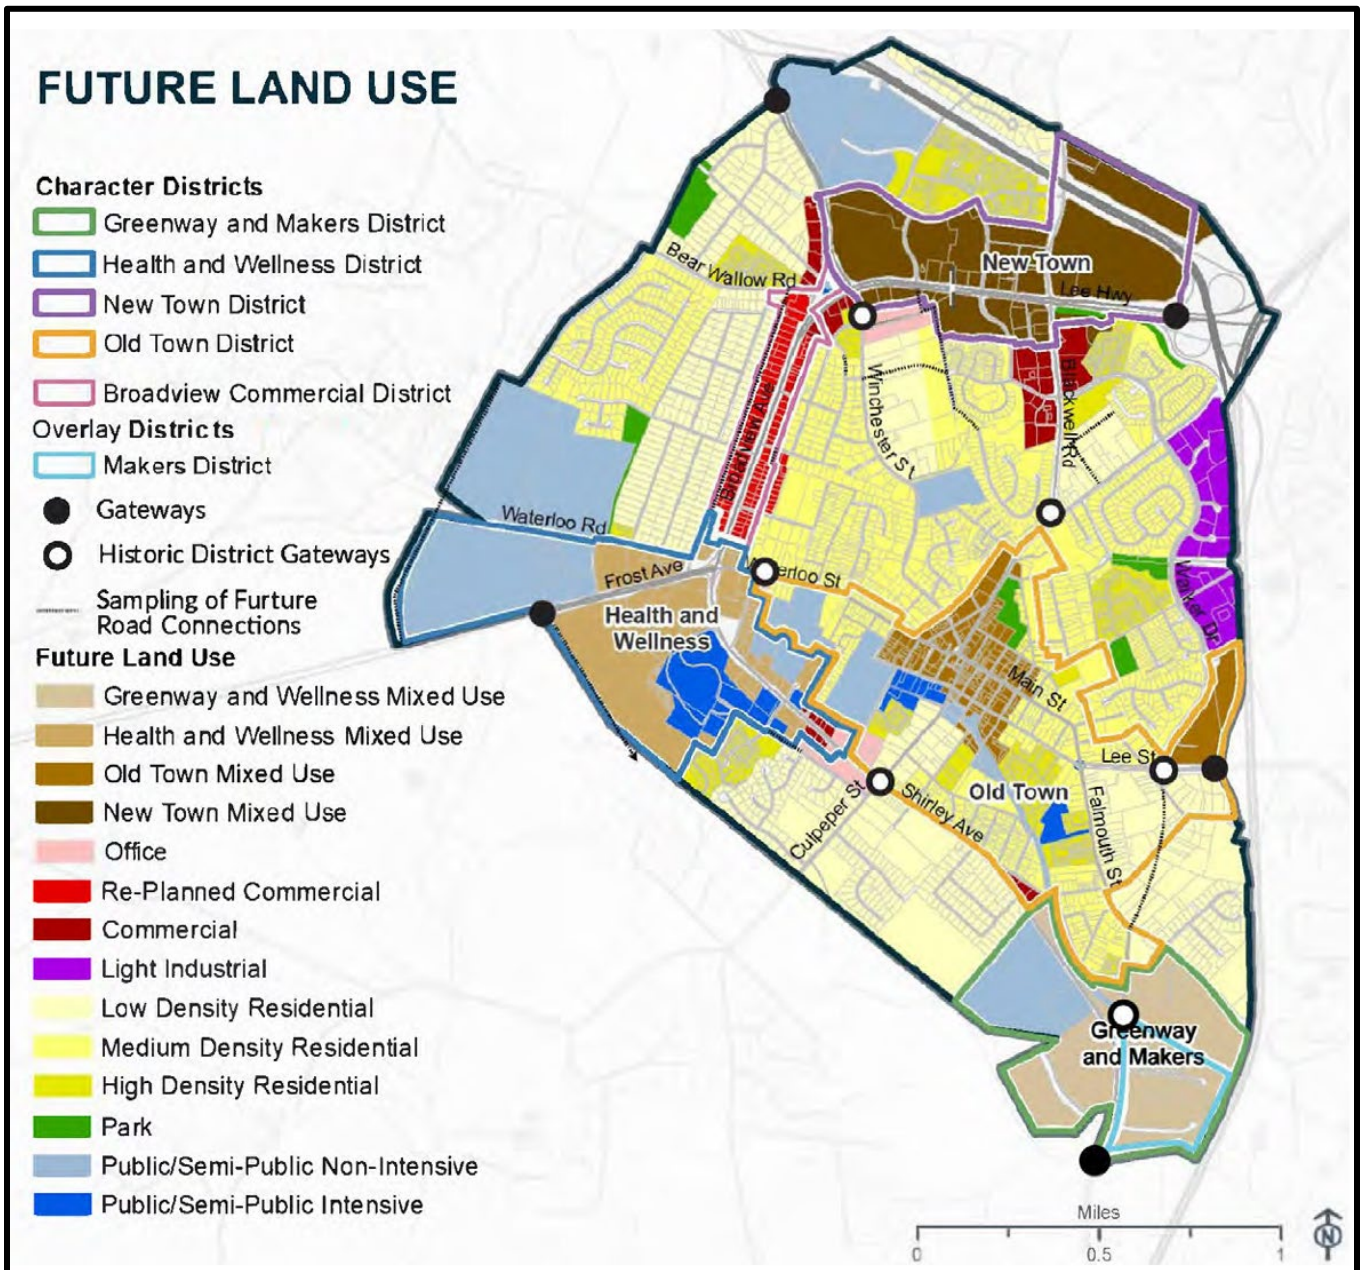 FUTURE LAND USE
Character Districts
Greenway and Makers District
Health and Wellness District
New Town District
Old Town District
Broadview Commercial District
Overlay Districts
Makers District
Gateways
Historic District Gateways
Sampling of Furture
Road Connections
Future Land Use
Greenway and Wellness Mixed Use
Health and Wellness Mixed Use
Old Town Mixed Use
New Town Mixed Use
Office
Re-Planned Commercial
Commercial
Light Industrial
Low Density Residential
Medium Density Residential
High Density Residential
Park
Public/Semi-Public Non-Intensive
Public/Semi-Public Intensive
Bear Wallow Rd
New Town
Lee Hwy
Broadview Ave
Winchester St
Blackwell Rd
Waterloo Rd
Frost Ave
Waterloo St
Walker Dr
Health and
Wellness
Main St
Lee St
Old Town
Culpeper St
Shirley Ave
Falmouth St
Greenway
and Makers
Miles
0
0.5
1
N